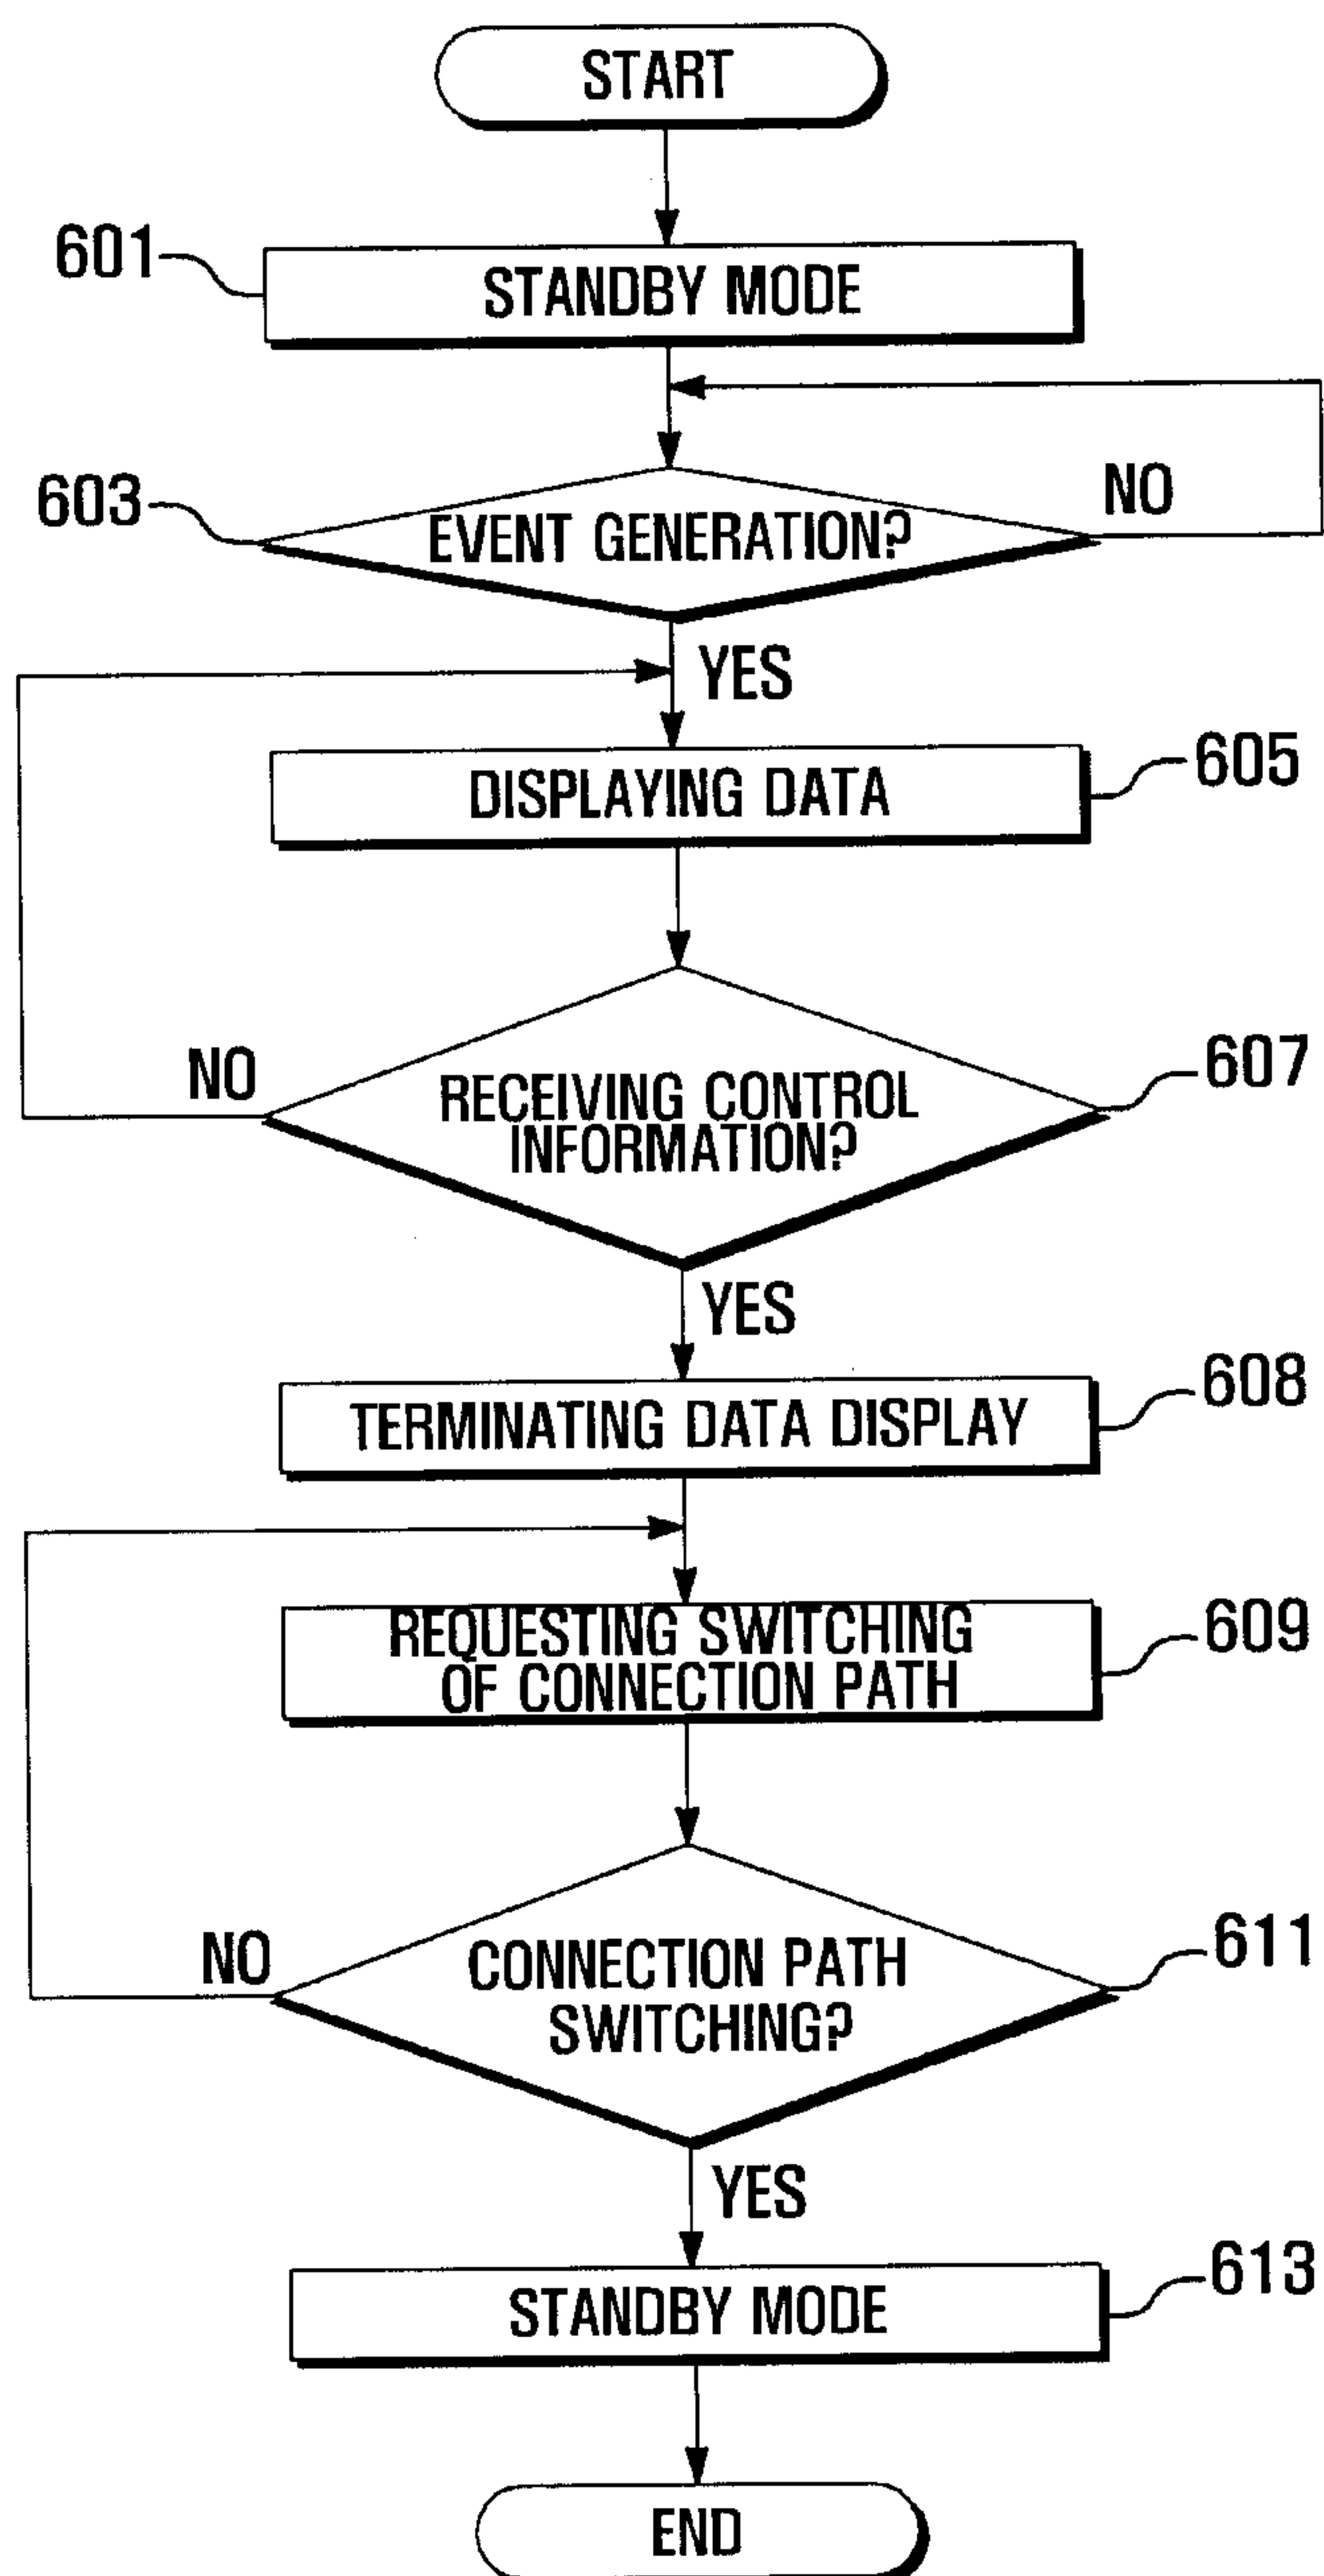 START
601
STANDBY MODE
603
EVENT GENERATION?
NO
YES
DISPLAYING DATA
605
NO
RECEIVING CONTROL
INFORMATION?
607
YES
TERMINATING DATA DISPLAY
608
REQUESTING SWITCHING
OF CONNECTION PATH
609
NO
CONNECTION PATH
SWITCHING?
611
YES
STANDBY MODE
613
END